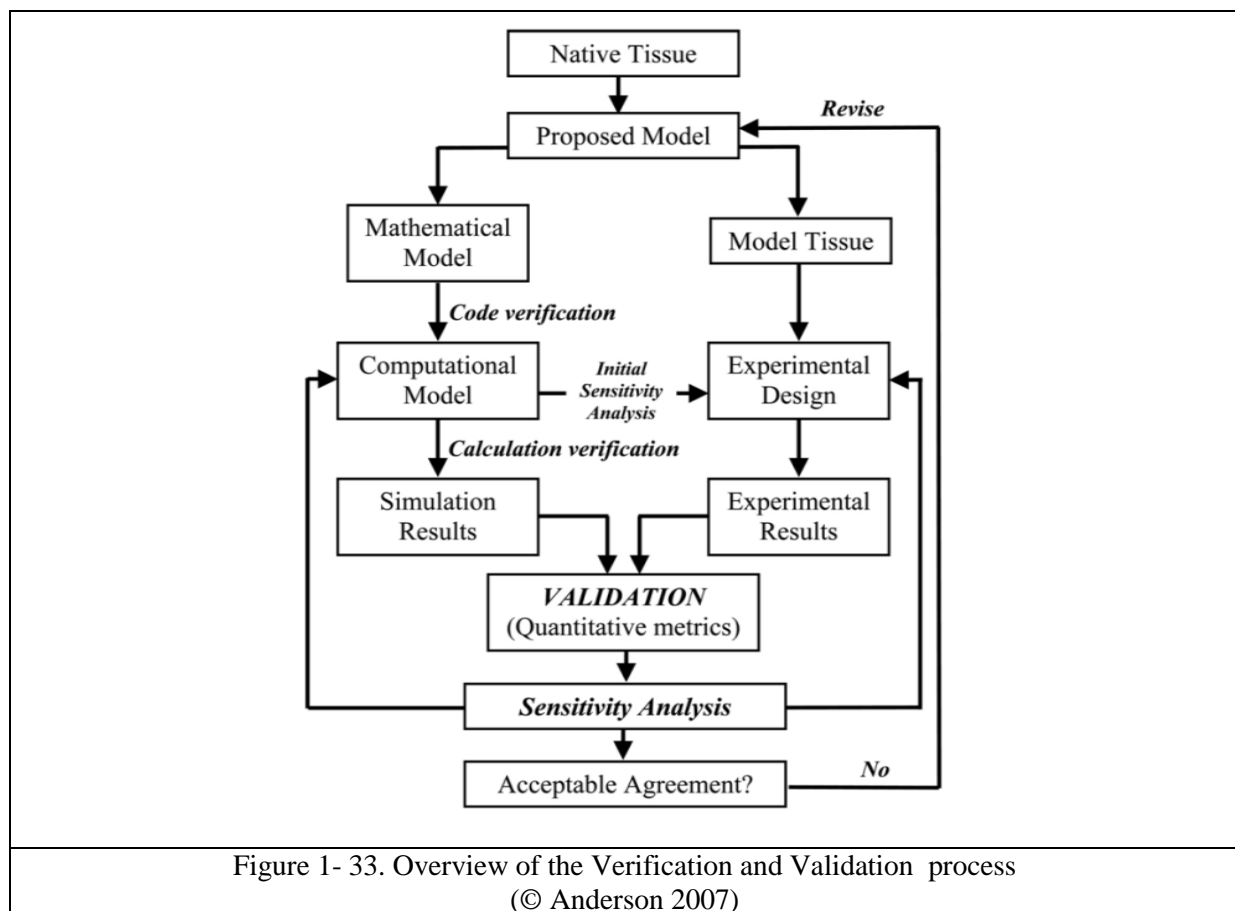 Native Tissue
Revise
Proposed Model
Mathematical
Model
Model Tissue
Code verification
Computational
Model
Initial
Sensitivity
Analysis
Experimental
Design
Calculation verification
Simulation
Results
Experimental
Results
VALIDATION
(Quantitative metrics)
Sensitivity Analysis
Acceptable Agreement?
No
Figure 1- 33. Overview of the Verification and Validation process
(© Anderson 2007)